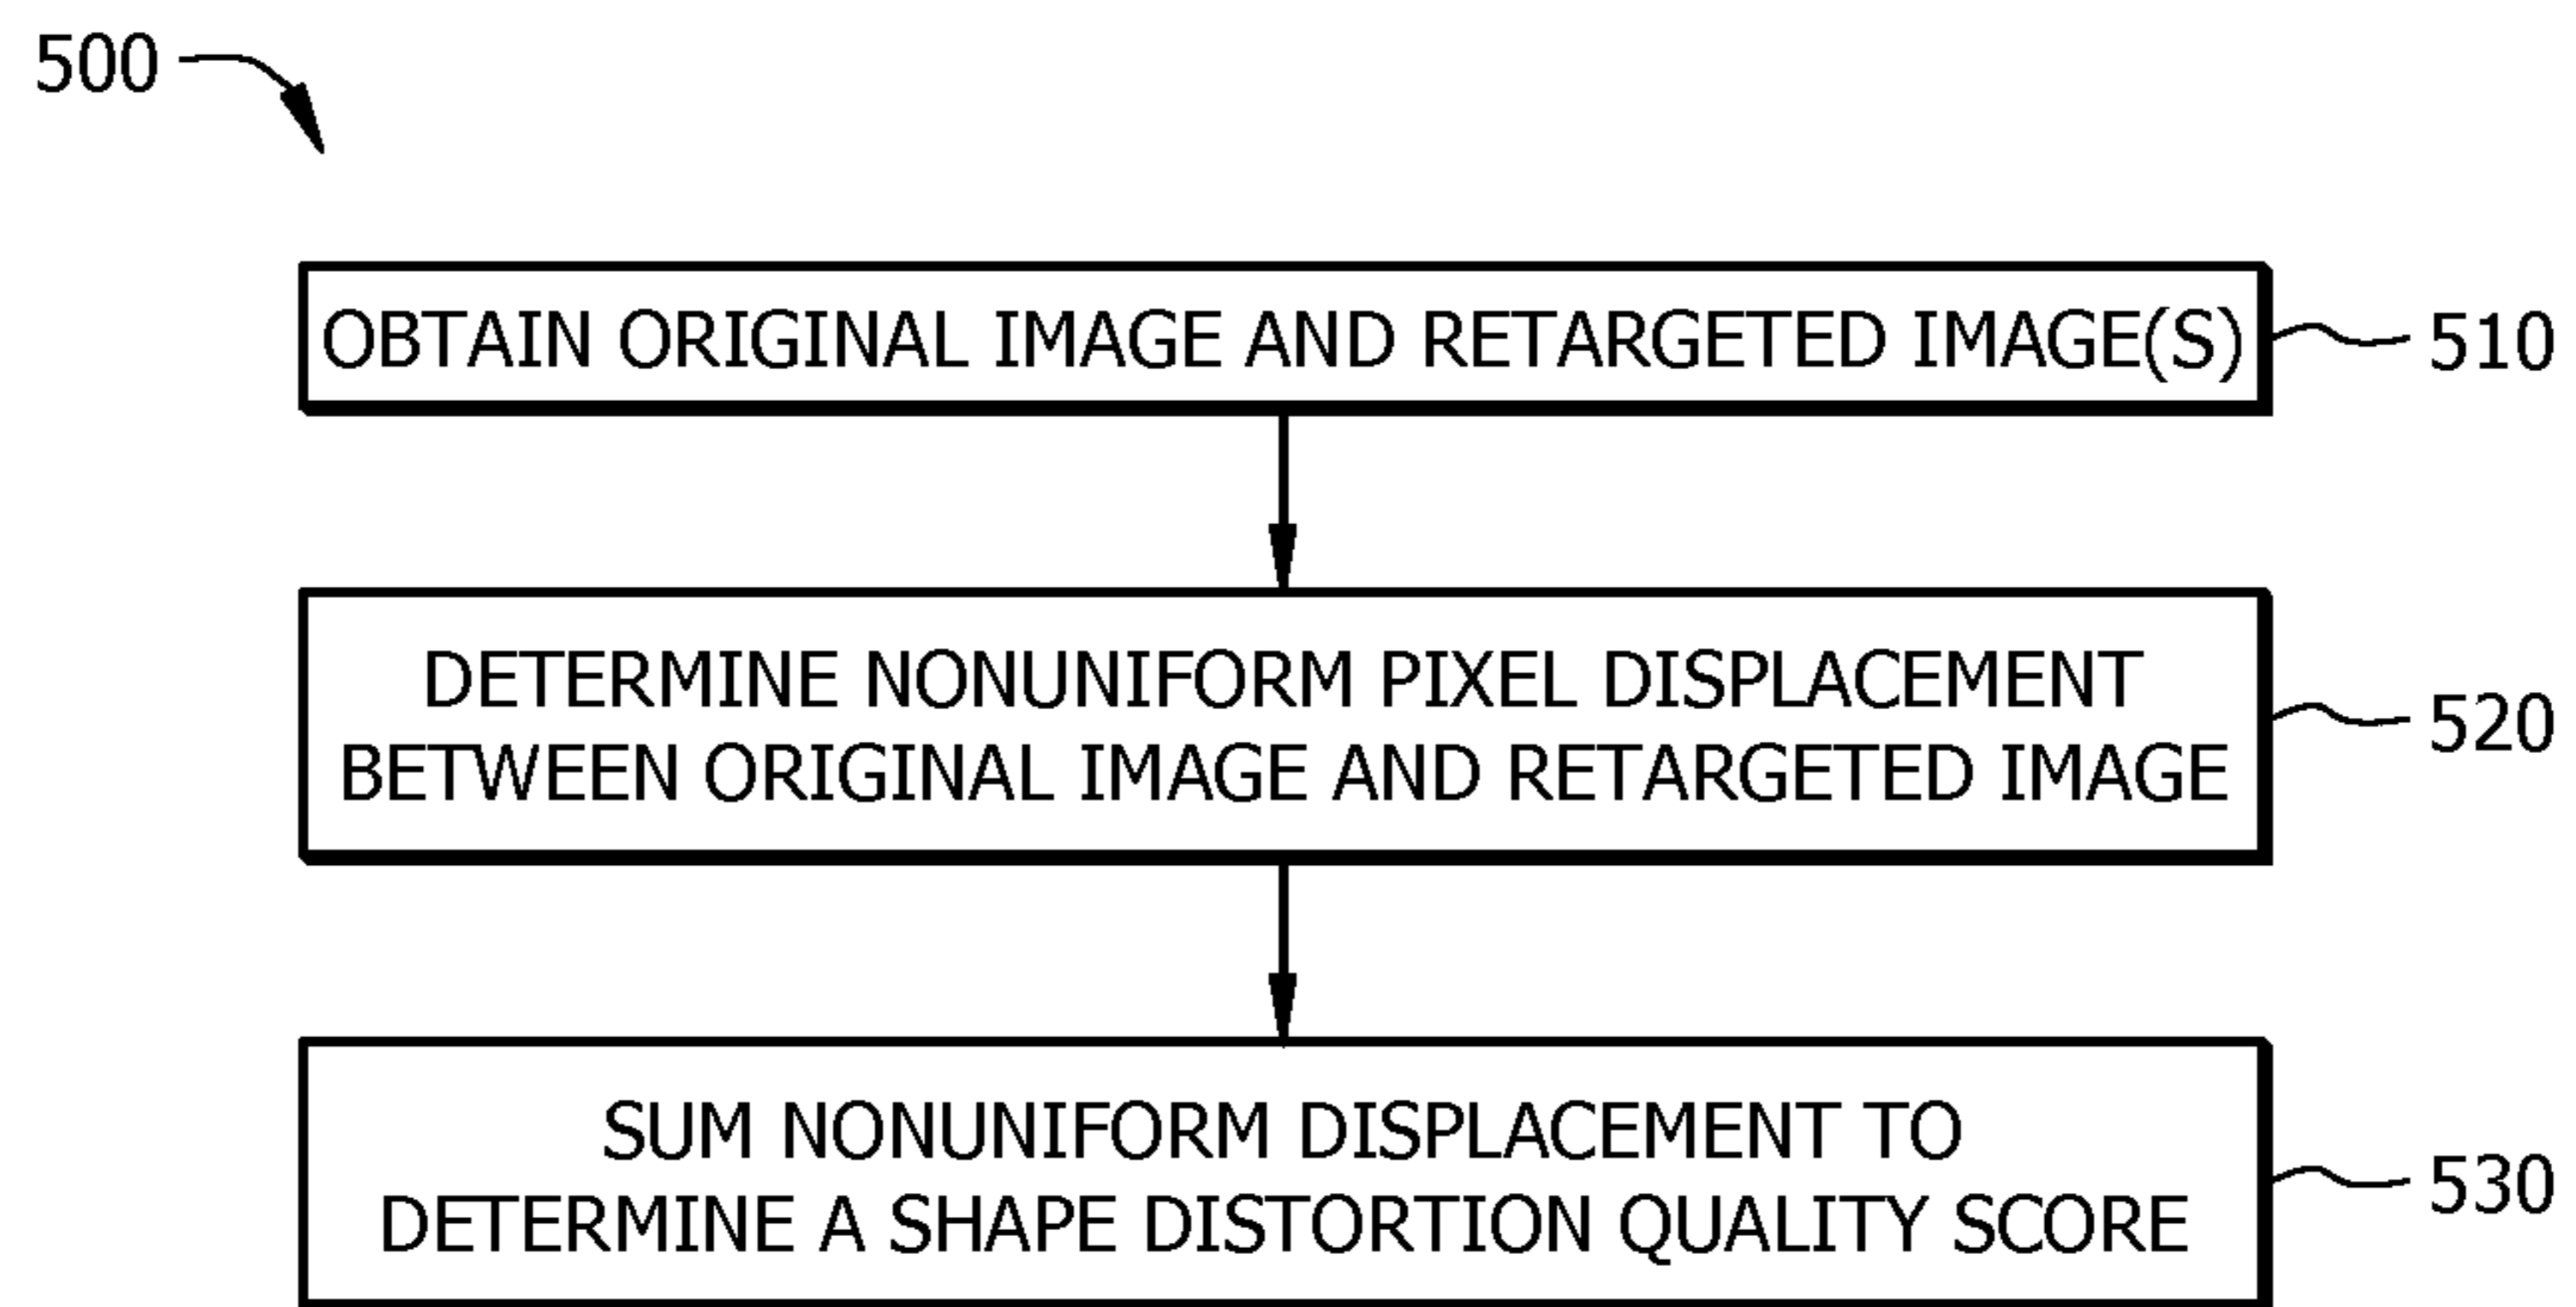 500
OBTAIN ORIGINAL IMAGE AND RETARGETED IMAGE(S)
510
DETERMINE NONUNIFORM PIXEL DISPLACEMENT
BETWEEN ORIGINAL IMAGE AND RETARGETED IMAGE
520
SUM NONUNIFORM DISPLACEMENT TO
DETERMINE A SHAPE DISTORTION QUALITY SCORE
530